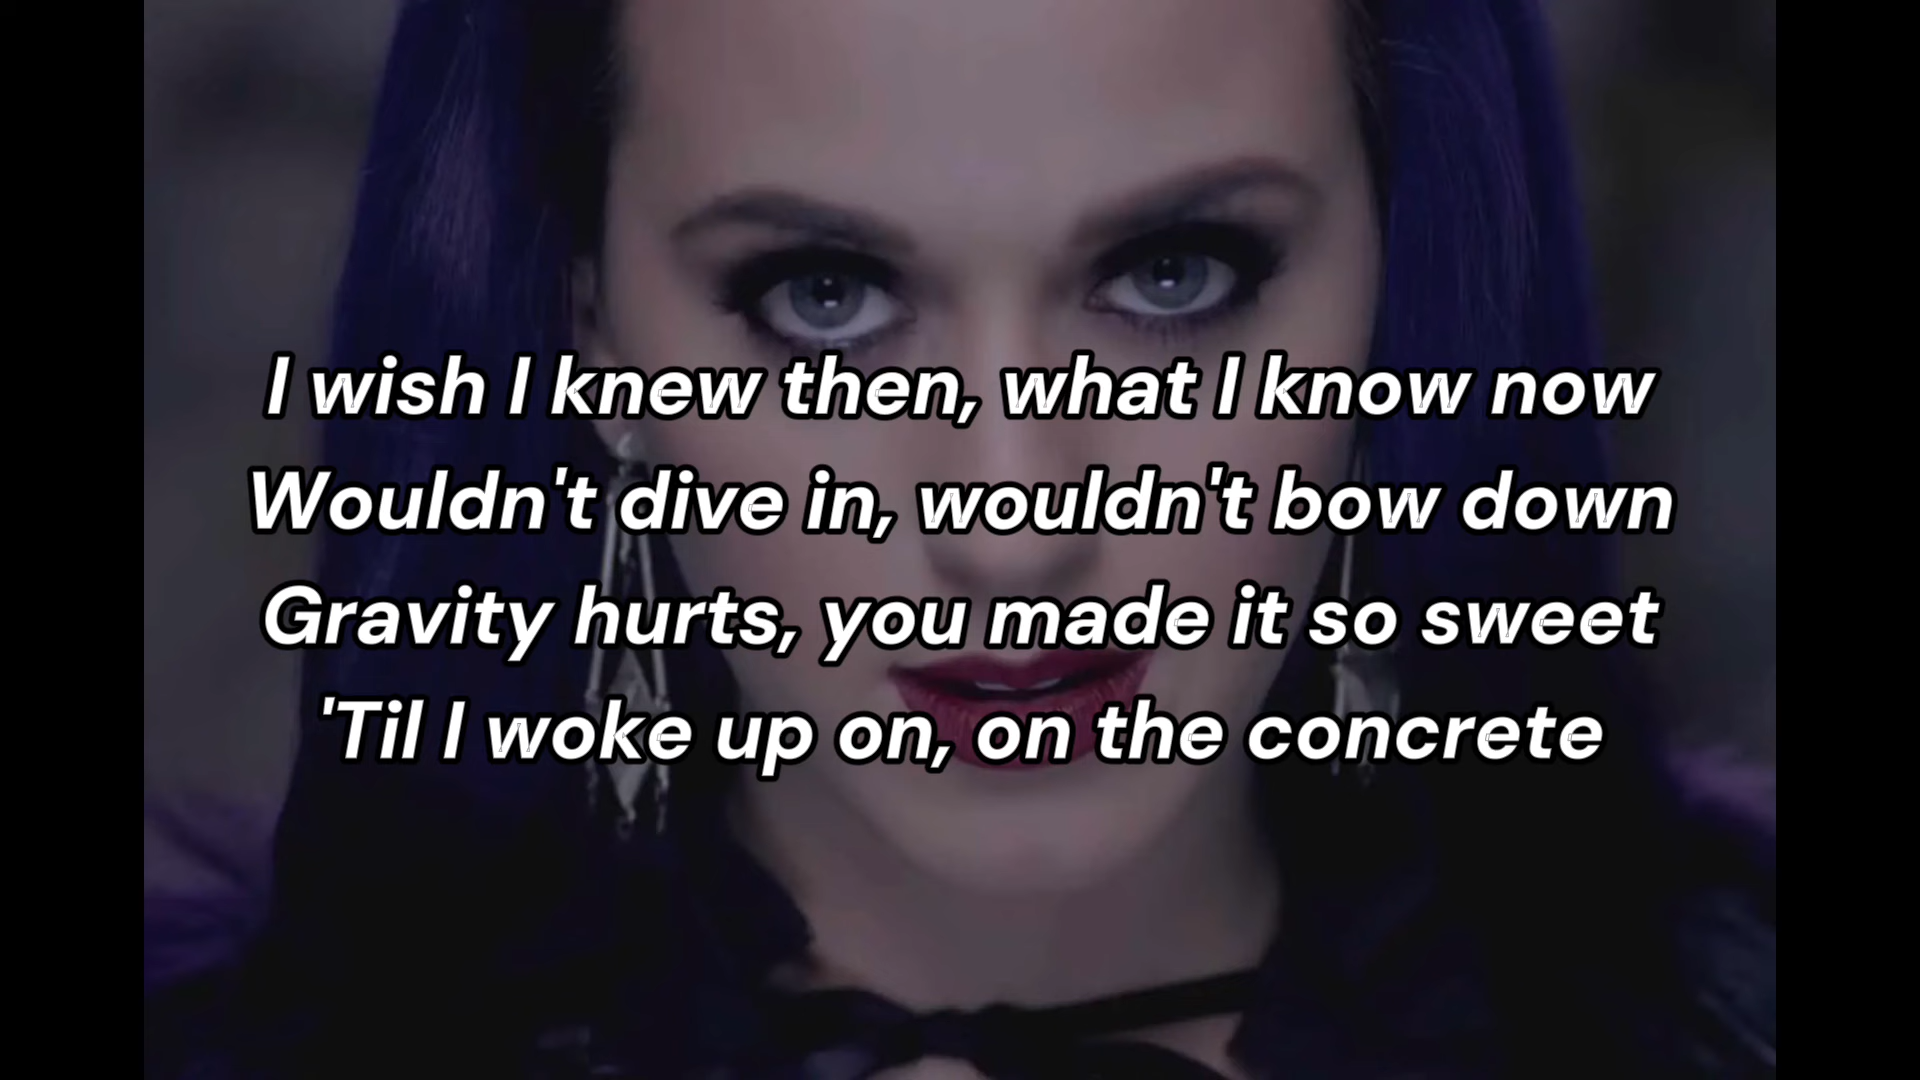 I wish I knew then, what I know now
Wouldn't dive in, wouldn't bow down
Gravity hurts, you made it so sweet
'Til I woke up on, on the concrete